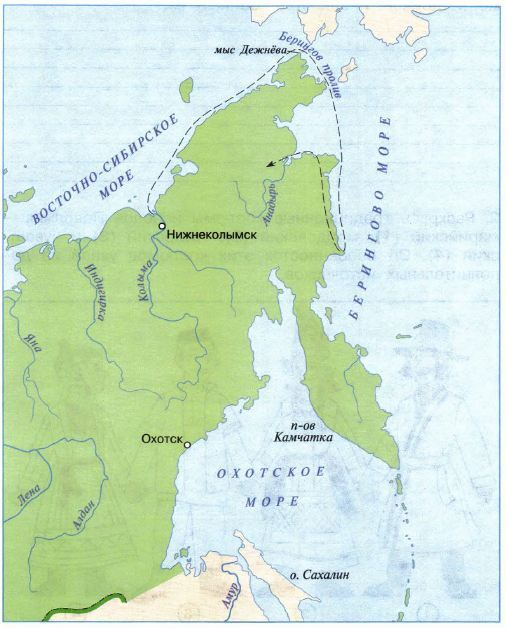 мыс Дежнёва
Берингов пролив
ВОСТОЧНО-СИБИРСКОЕ
МОРЕ
БЕРИНГОВО МОРЕ
Анадырь
Нижнеколымск
Колыма
Индигирка
Яна
п-ов
Камчатка
Охотск
ОХОТСКОЕ
МОРЕ
Лена
Алдан
о. Сахалин
Амур